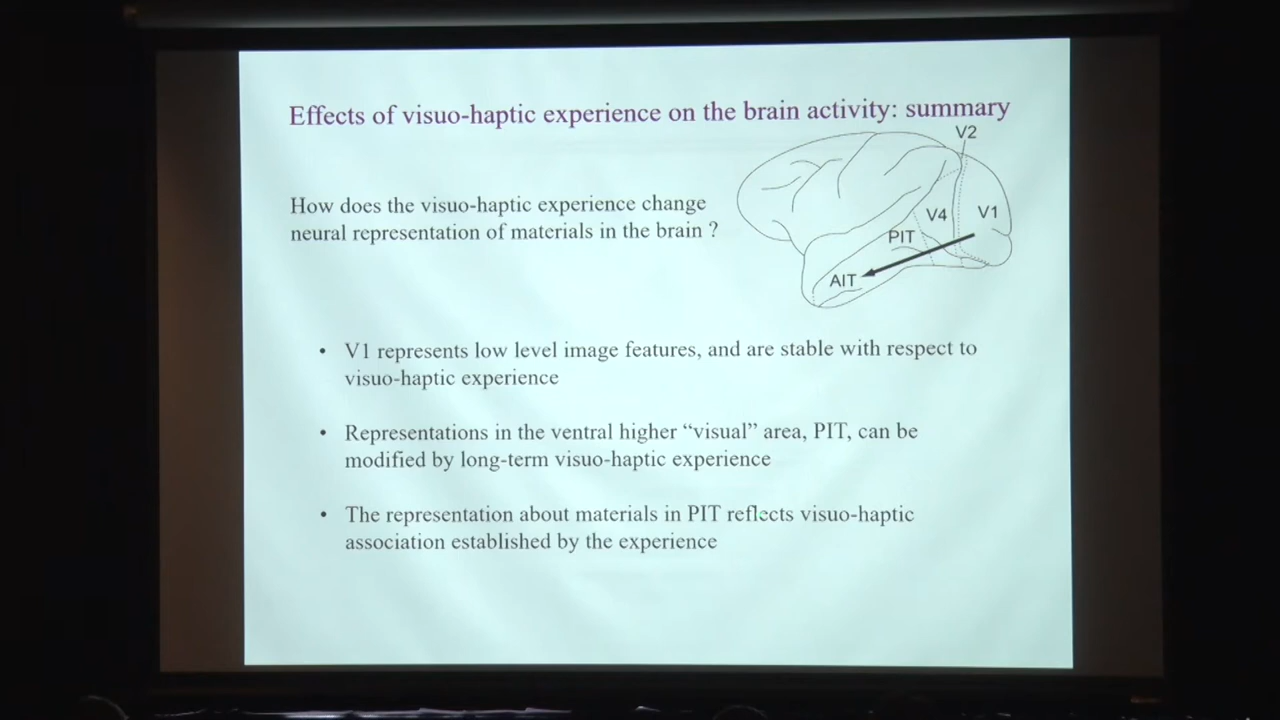 Effects of visuo-haptic experience on the brain activity: summary
V2
How does the visuo-haptic experience change
neural representation of materials in the brain ?
V4
V1
PIT
AIT
• V1 represents low level image features, and are stable with respect to
visuo-haptic experience
• Representations in the ventral higher “visual” area, PIT, can be
modified by long-term visuo-haptic experience
• The representation about materials in PIT reflects visuo-haptic
association established by the experience